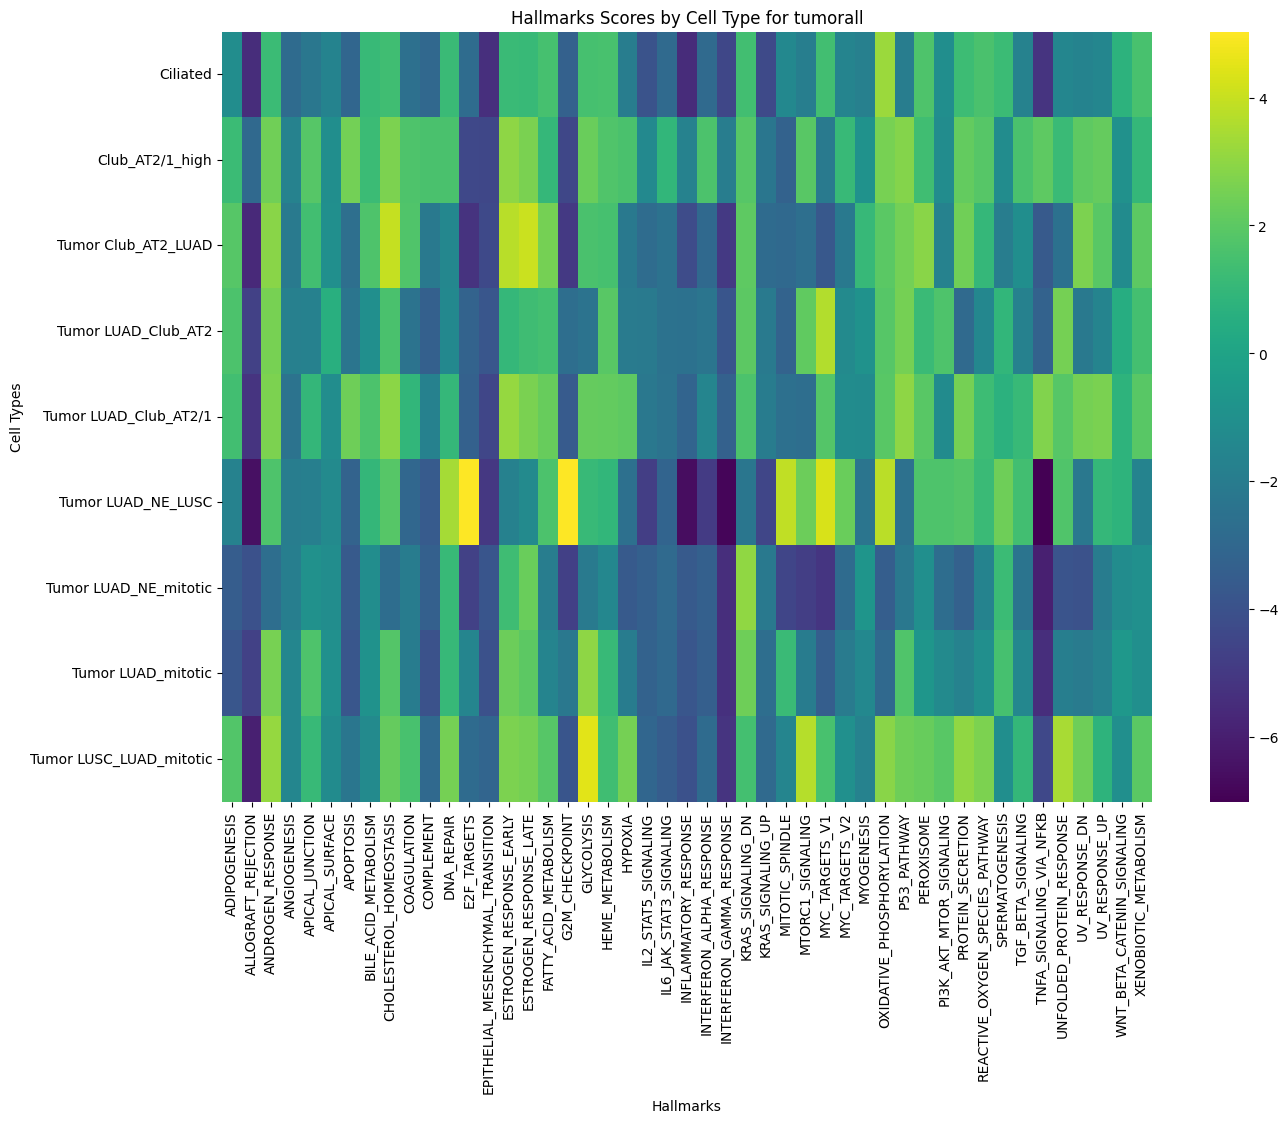 Hallmarks Scores by Cell Type for tumorall
Cell Types
Ciliated
Club_AT2/1_high
Tumor Club_AT2_LUAD
Tumor LUAD_Club_AT2
Tumor LUAD_Club_AT2/1
Tumor LUAD_NE_LUSC
Tumor LUAD_NE_mitotic
Tumor LUAD_mitotic
Tumor LUSC_LUAD_mitotic
4
2
0
−2
−4
−6
ADIPOGENESIS
ALLOGRAFT_REJECTION
ANDROGEN_RESPONSE
ANGIOGENESIS
APICAL_JUNCTION
APICAL_SURFACE
APOPTOSIS
BILE_ACID_METABOLISM
CHOLESTEROL_HOMEOSTASIS
COAGULATION
COMPLEMENT
DNA_REPAIR
E2F_TARGETS
EPITHELIAL_MESENCHYMAL_TRANSITION
ESTROGEN_RESPONSE_EARLY
ESTROGEN_RESPONSE_LATE
FATTY_ACID_METABOLISM
G2M_CHECKPOINT
GLYCOLYSIS
HEME_METABOLISM
HYPOXIA
IL2_STAT5_SIGNALING
IL6_JAK_STAT3_SIGNALING
INFLAMMATORY_RESPONSE
INTERFERON_ALPHA_RESPONSE
INTERFERON_GAMMA_RESPONSE
KRAS_SIGNALING_DN
KRAS_SIGNALING_UP
MITOTIC_SPINDLE
MTORC1_SIGNALING
MYC_TARGETS_V1
MYC_TARGETS_V2
MYOGENESIS
OXIDATIVE_PHOSPHORYLATION
P53_PATHWAY
PEROXISOME
PI3K_AKT_MTOR_SIGNALING
PROTEIN_SECRETION
REACTIVE_OXYGEN_SPECIES_PATHWAY
SPERMATOGENESIS
TGF_BETA_SIGNALING
TNFA_SIGNALING_VIA_NFKB
UNFOLDED_PROTEIN_RESPONSE
UV_RESPONSE_DN
UV_RESPONSE_UP
WNT_BETA_CATENIN_SIGNALING
XENOBIOTIC_METABOLISM
Hallmarks